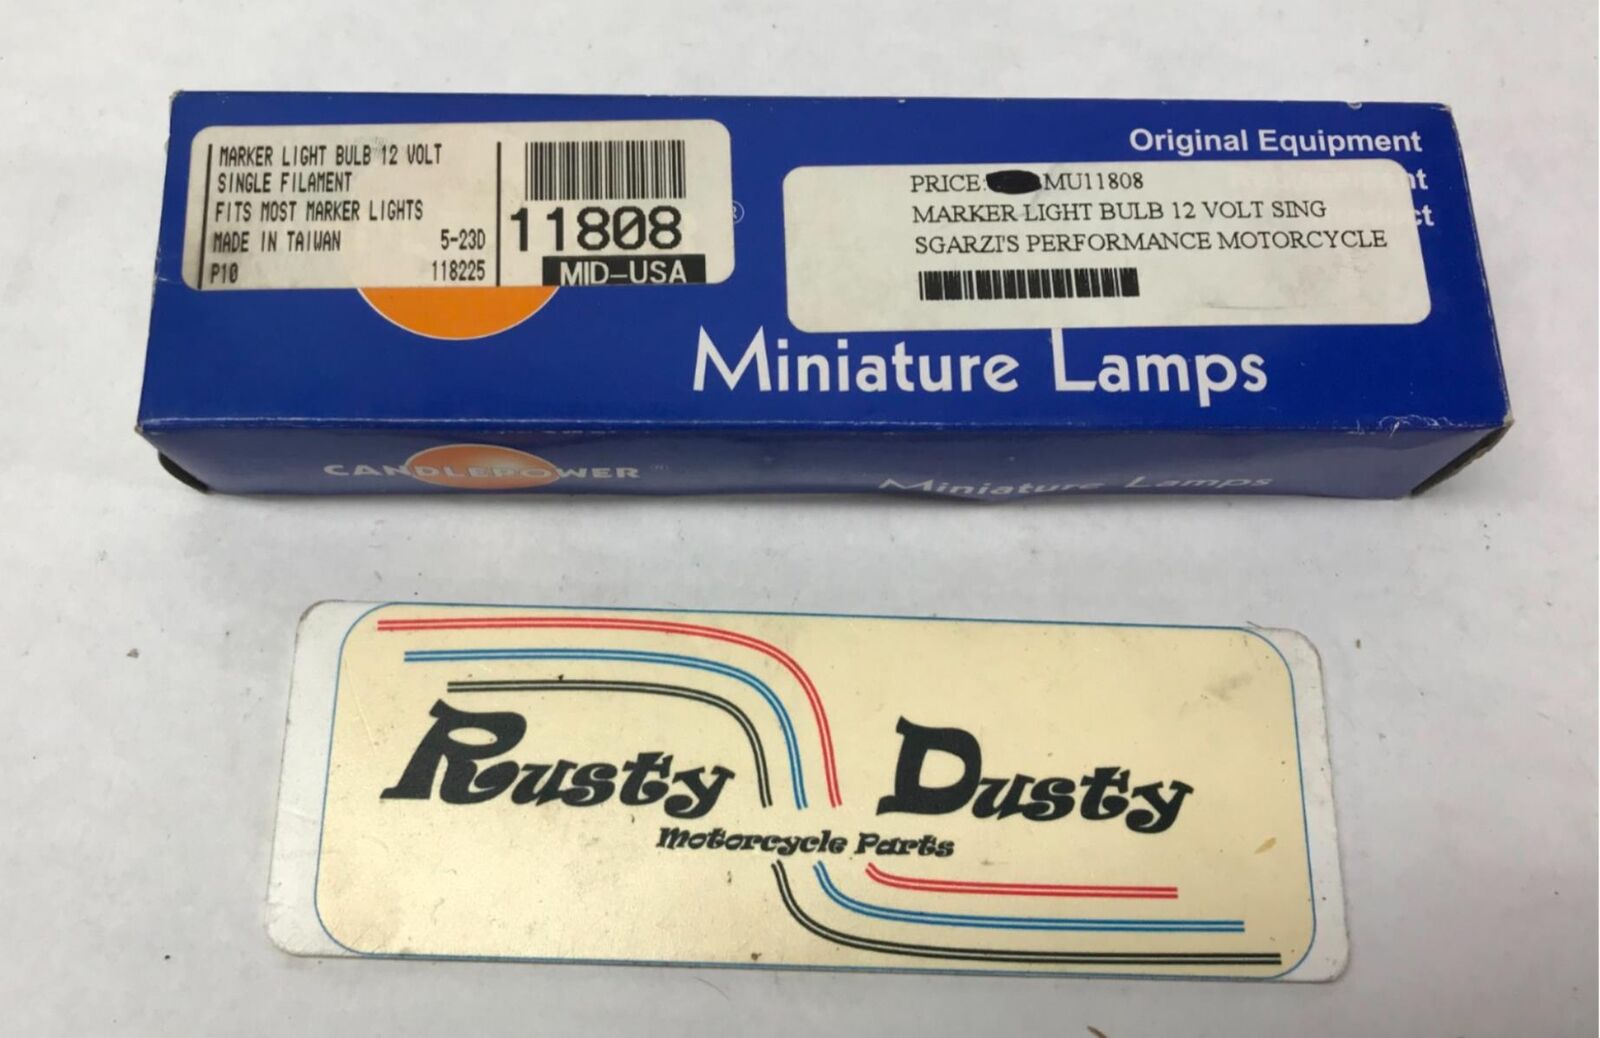 MARKER LIGHT BULB 12 VOLT
SINGLE FILAMENT
FITS MOST MARKER LIGHTS
MADE IN TAIWAN 5-23D
P10 118225
11808
MID-USA
®
Original Equipment
PRICE: MU11808
MARKER LIGHT BULB 12 VOLT SING
SGARZI'S PERFORMANCE MOTORCYCLE
Miniature Lamps
CANDLEPOWER ®
Miniature Lamps
Rusty Dusty
Motorcycle Parts